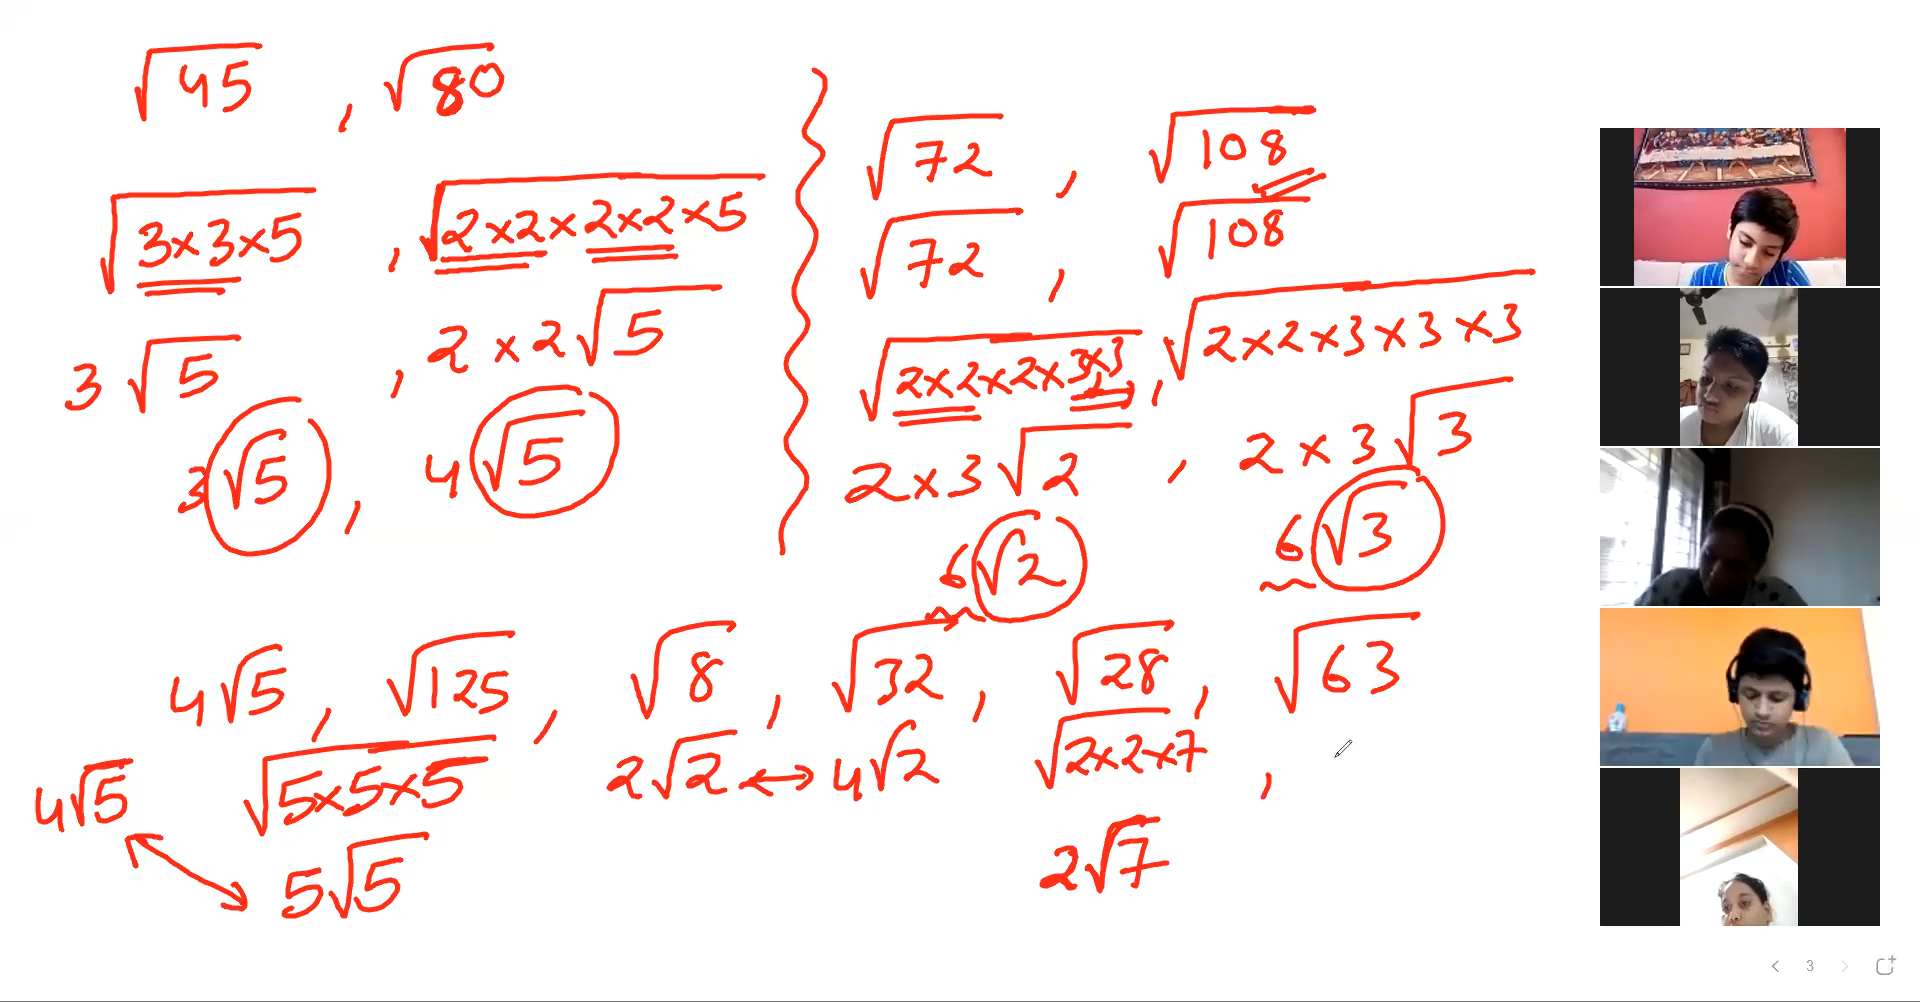 √45 , √80
√3×3×5 , √2×2×2×2×5
3√5 , 2×2√5
3√5 , 4√5
√72 , √108
√72 , √108
√2×2×2×3×3 , √2×2×3×3×3
2×3√2 , 2×3√3
6√2 6√3
4√5 , √125 , √8 , √32 , √28 , √63
4√5 √5×5×5 2√2 ↔ 4√2 √2×2×7 ,
5√5 2√7
3